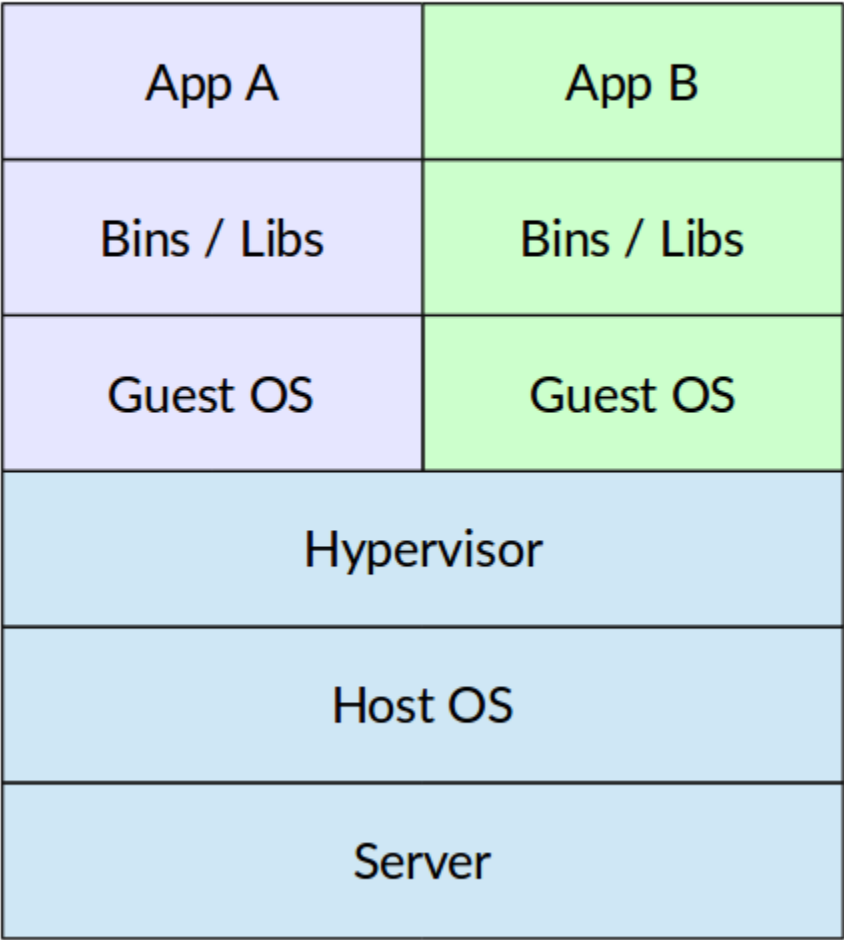 App A
App B
Bins / Libs
Bins / Libs
Guest OS
Guest OS
Hypervisor
Host OS
Server